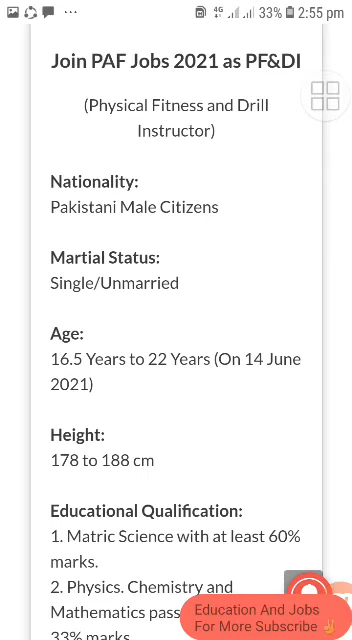 4G 33% 2:55 pm
Join PAF Jobs 2021 as PF&DI
(Physical Fitness and Drill
Instructor)
Nationality:
Pakistani Male Citizens
Martial Status:
Single/Unmarried
Age:
16.5 Years to 22 Years (On 14 June
2021)
Height:
178 to 188 cm
Educational Qualification:
1. Matric Science with at least 60%
marks.
2. Physics. Chemistry and
Mathematics pass
33% marks
Education And Jobs
For More Subscribe ✌